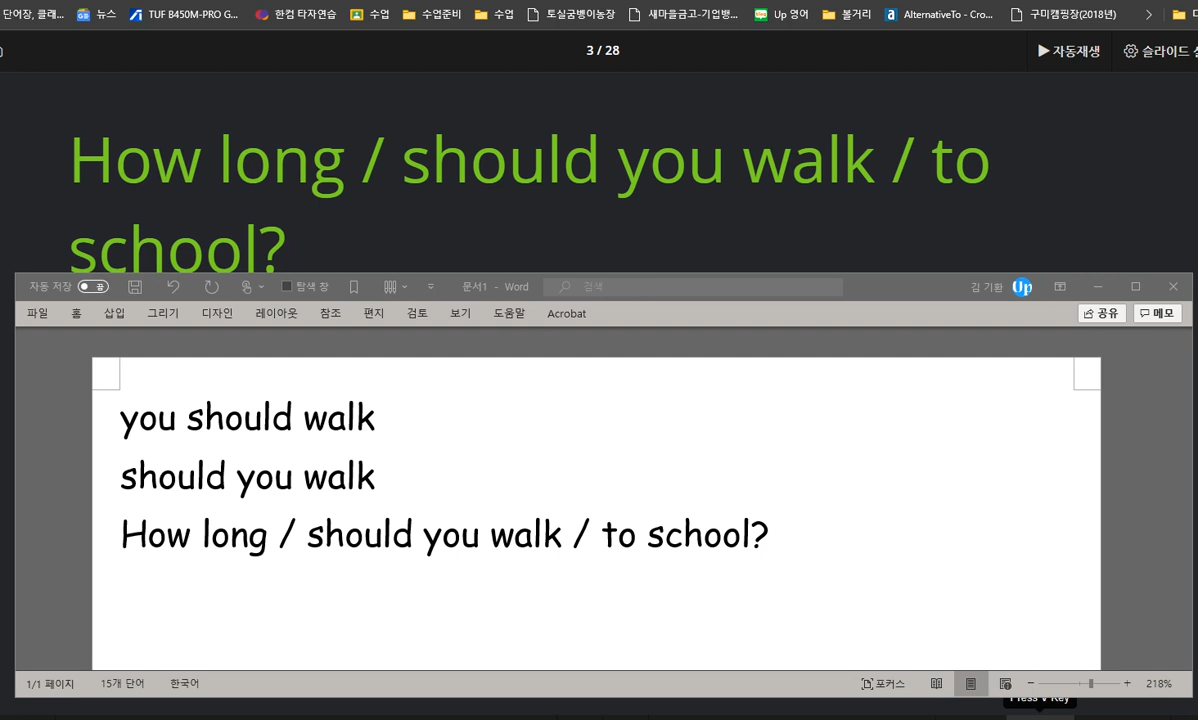 단어장, 클래... 뉴스 TUF B450M-PRO G... 한컴 타자연습 수업 수업준비 수업 토실굼벵이농장 새마을금고-기업뱅... Up 영어 볼거리 AlternativeTo - Cro... 구미캠핑장(2018년)
3 / 28 자동재생 슬라이드
How long / should you walk / to
school?
자동 저장 끔 탐색 창 문서1 - Word 검색 김 기환 Up
파일 홈 삽입 그리기 디자인 레이아웃 참조 편지 검토 보기 도움말 Acrobat 공유 메모
you should walk
should you walk
How long / should you walk / to school?
1/1 페이지 15개 단어 한국어 포커스 218%